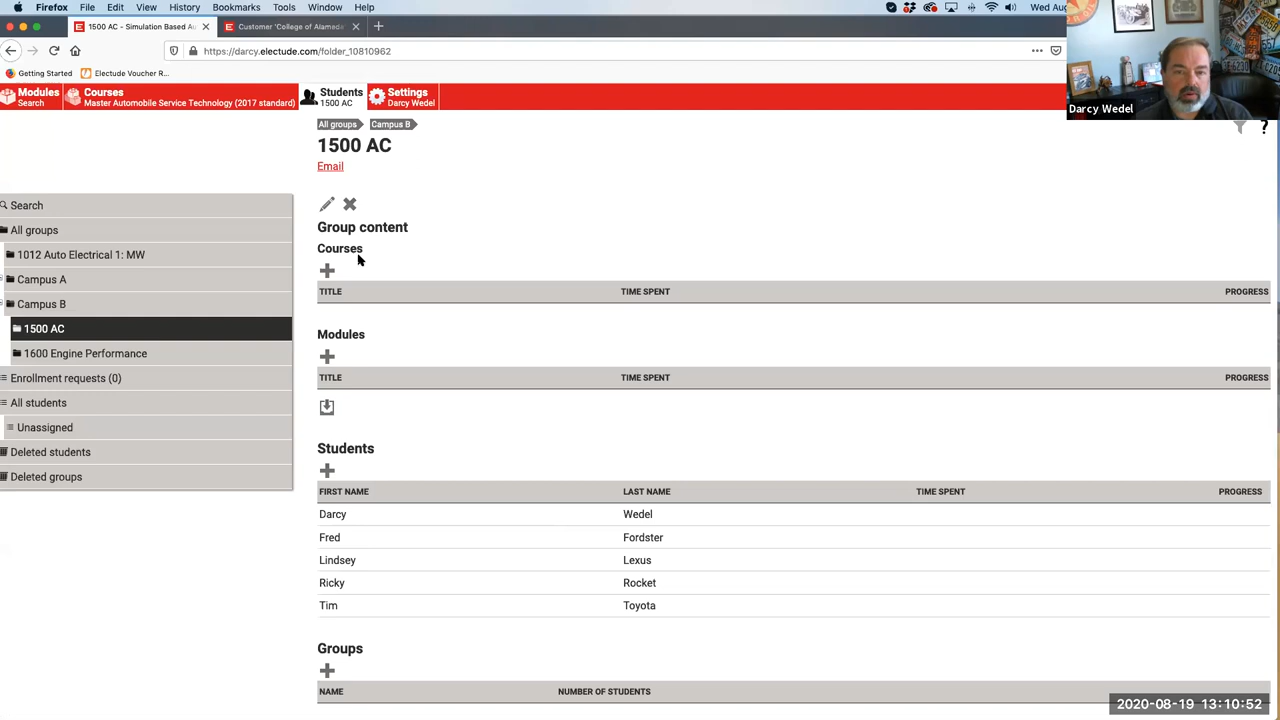 Firefox File Edit View History Bookmarks Tools Window Help Wed Aug
1500 AC - Simulation Based Au Customer 'College of Alameda'
https://darcy.electude.com/folder_10810962
Getting Started Electude Voucher R...
Modules Search
Courses Master Automobile Service Technology (2017 standard)
Students 1500 AC
Settings Darcy Wedel
Darcy Wedel
All groups Campus B
1500 AC
Email
Search
All groups
1012 Auto Electrical 1: MW
Campus A
Campus B
1500 AC
1600 Engine Performance
Enrollment requests (0)
All students
Unassigned
Deleted students
Deleted groups
Group content
Courses
TITLE TIME SPENT PROGRESS
Modules
TITLE TIME SPENT PROGRESS
Students
FIRST NAME LAST NAME TIME SPENT PROGRESS
Darcy Wedel
Fred Fordster
Lindsey Lexus
Ricky Rocket
Tim Toyota
Groups
NAME NUMBER OF STUDENTS
2020-08-19 13:10:52